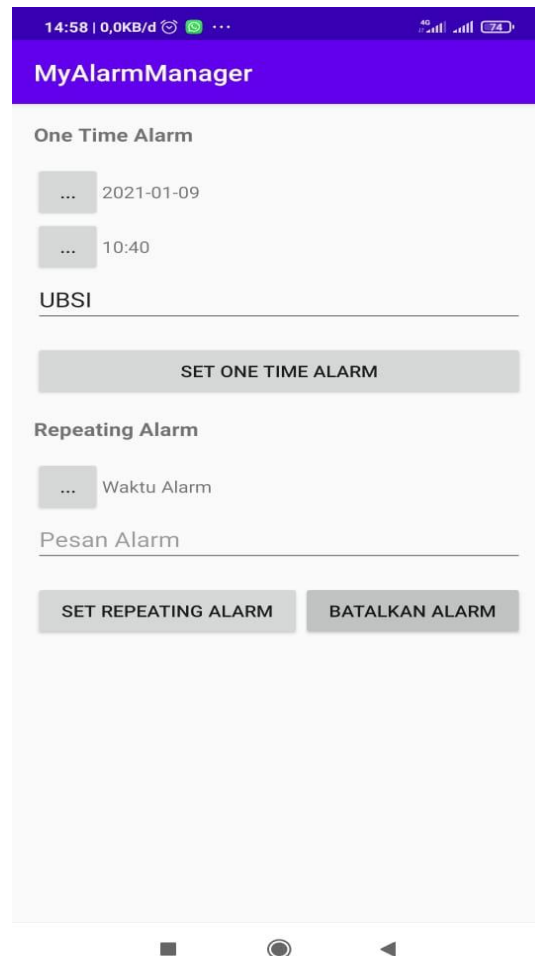 14:58 | 0,0KB/d ... 4G 74
MyAlarmManager
One Time Alarm
... 2021-01-09
... 10:40
UBSI
SET ONE TIME ALARM
Repeating Alarm
... Waktu Alarm
Pesan Alarm
SET REPEATING ALARM BATALKAN ALARM